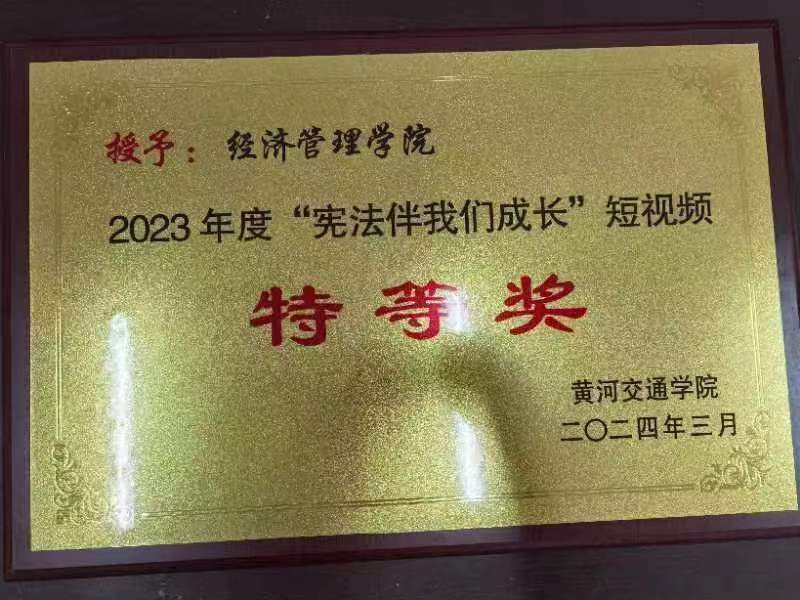 授予：经济管理学院
2023年度“宪法伴我们成长”短视频
特等奖
黄河交通学院
二〇二四年三月